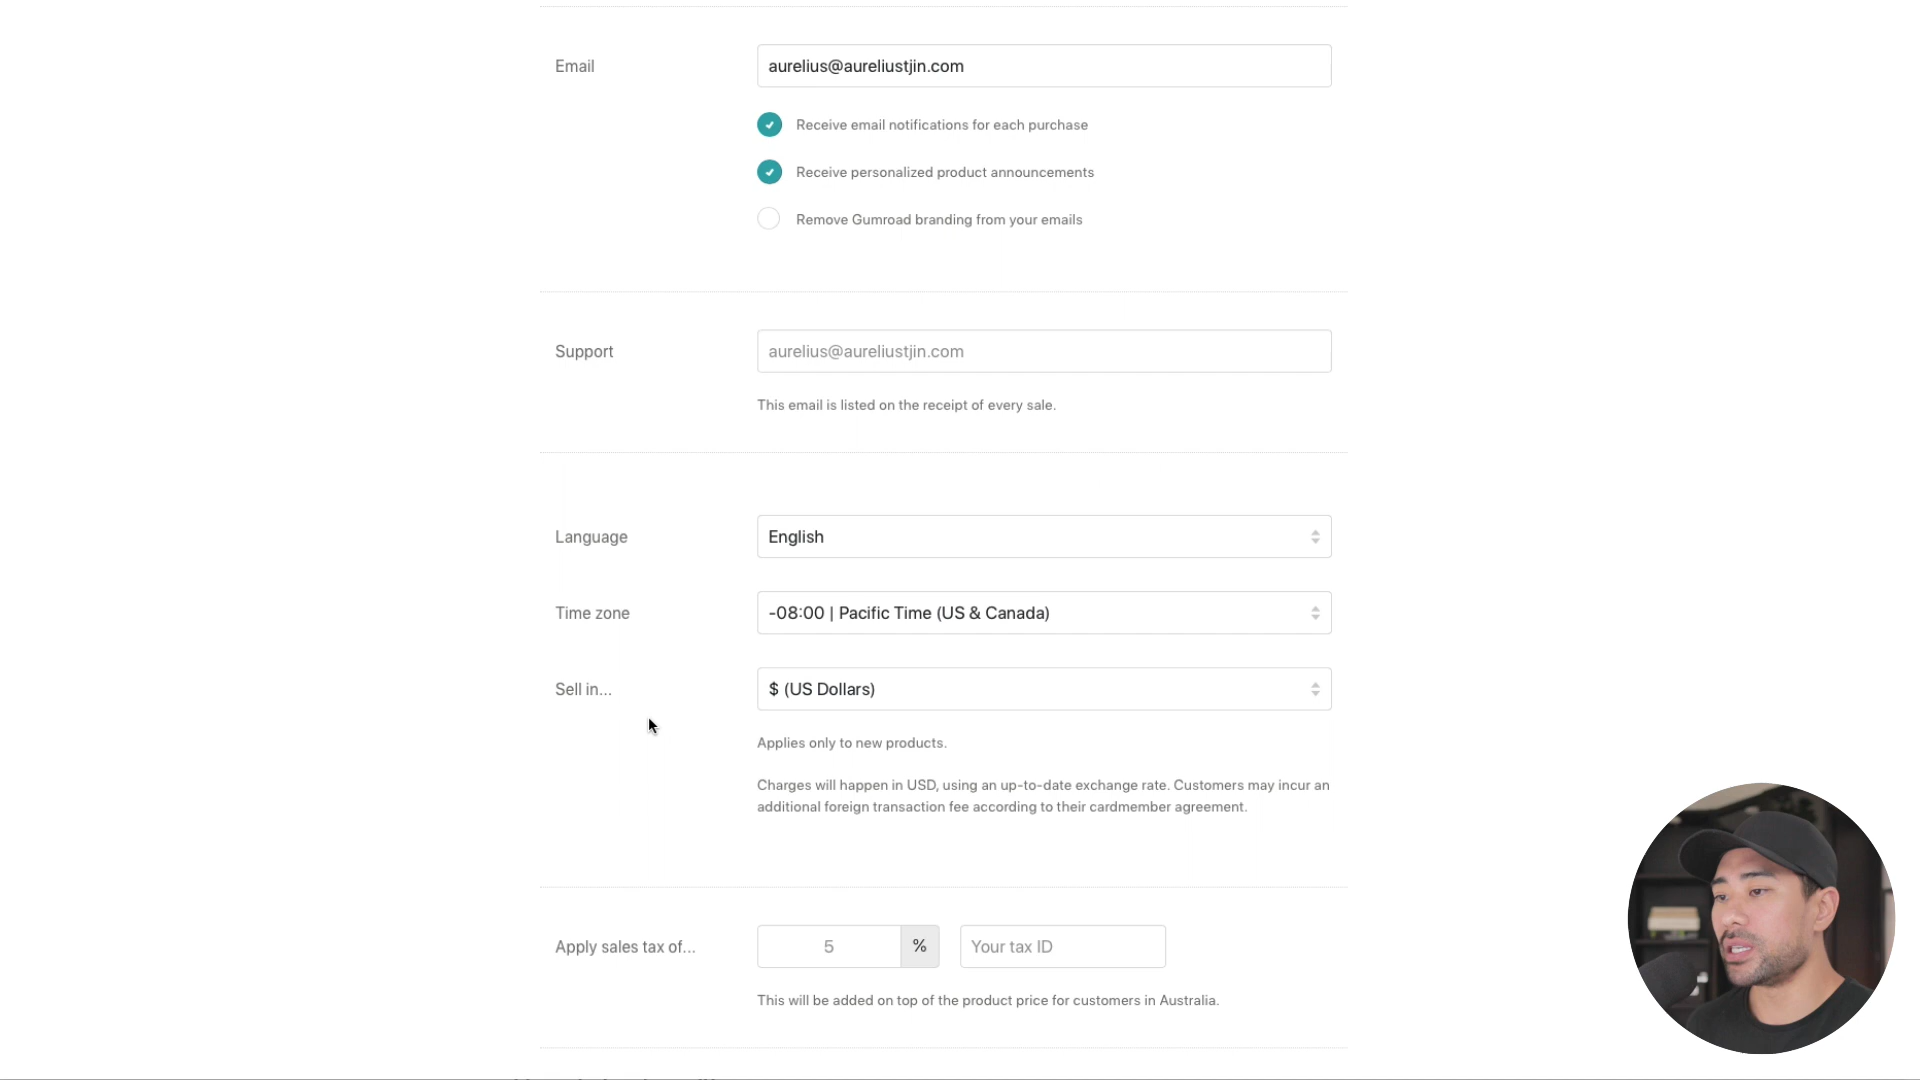 Email
aurelius@aureliustjin.com
Receive email notifications for each purchase
Receive personalized product announcements
Remove Gumroad branding from your emails
Support
aurelius@aureliustjin.com
This email is listed on the receipt of every sale.
Language
English
Time zone
-08:00 | Pacific Time (US & Canada)
Sell in...
$ (US Dollars)
Applies only to new products.
Charges will happen in USD, using an up-to-date exchange rate. Customers may incur an
additional foreign transaction fee according to their cardmember agreement.
Apply sales tax of...
5 %
Your tax ID
This will be added on top of the product price for customers in Australia.